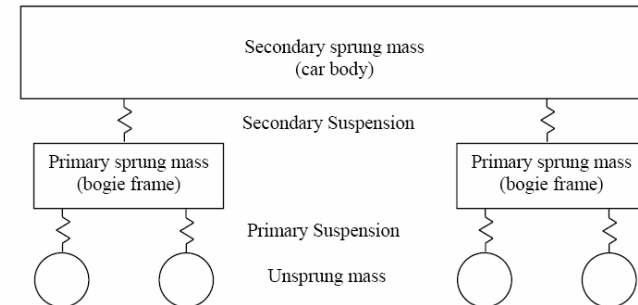 Secondary sprung mass
(car body)
Secondary Suspension
Primary sprung mass
(bogie frame)
Primary sprung mass
(bogie frame)
Primary Suspension
Unsprung mass